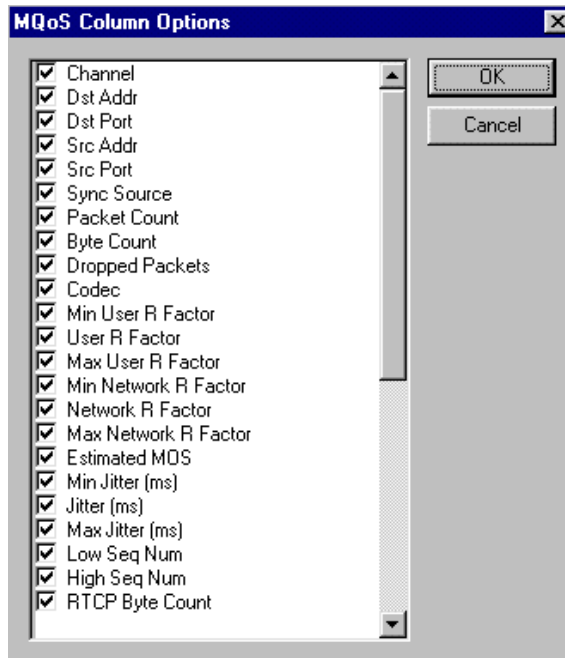 MQoS Column Options
Channel
Dst Addr
Dst Port
Src Addr
Src Port
Sync Source
Packet Count
Byte Count
Dropped Packets
Codec
Min User R Factor
User R Factor
Max User R Factor
Min Network R Factor
Network R Factor
Max Network R Factor
Estimated MOS
Min Jitter (ms)
Jitter (ms)
Max Jitter (ms)
Low Seq Num
High Seq Num
RTCP Byte Count
OK
Cancel